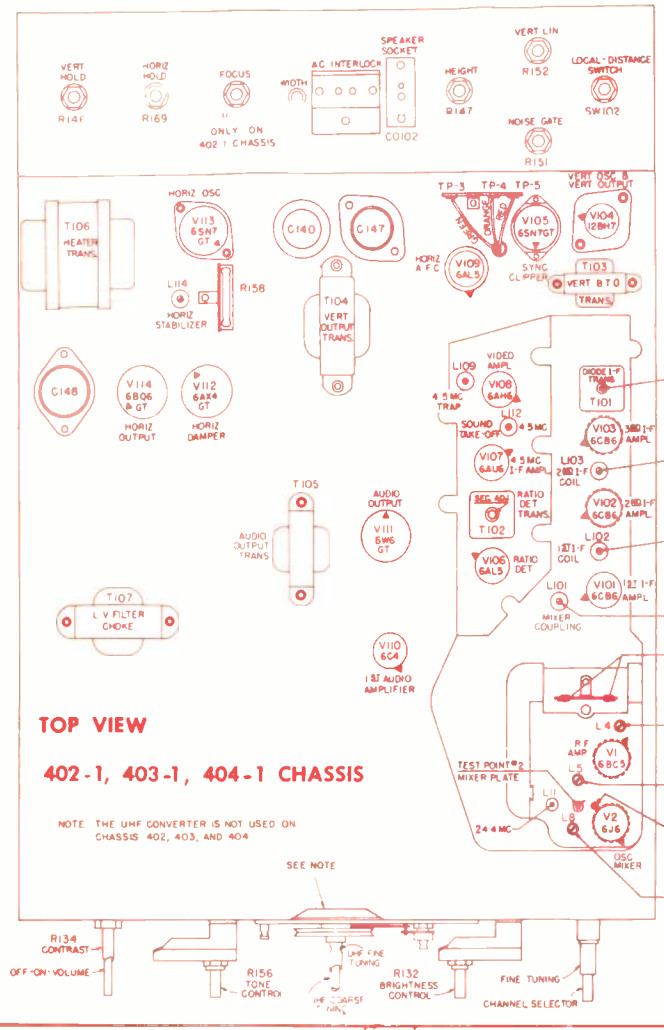 VERT LIN
R152
SPEAKER
SOCKET
AC INTERLOCK
VERT
HOLD
HORIZ
HOLD
R169
FOCUS
WIDTH
ONLY ON
402-1 CHASSIS
CO102
HEIGHT
R147
LOCAL-DISTANCE
SWITCH
SW102
NOISE GATE
R151
HORIZ OSC
V113
6SN7
GT
C140
C147
TP-3 TP-4 TP-5
GREEN
ORANGE
RED
V105
6SN7GT
SYNC
CLIPPER
VERT OSC &
VERT OUTPUT
V104
12BH7
T106
HEATER
TRANS.
L114
HORIZ
STABILIZER
R158
T104
VERT
OUTPUT
TRANS.
HORIZ
A F C
V109
6AL5
T103
VERT B T O
TRANS.
C148
V114
6BQ6
GT
HORIZ
OUTPUT
V112
6AX4
GT
HORIZ
DAMPER
L109
4 5 MC
TRAP
VIDEO
AMPL
V108
6AH6
L112
SOUND
TAKE-OFF
4 5 MC
V107
6AU6
4 5 MC
I-F AMPL
DIODE I-F
TRANS
T101
V103
6CB6
3RD I-F
AMPL
L103
2ND I-F
COIL
V102
6CB6
2ND I-F
AMPL
L102
1ST I-F
COIL
V101
6CB6
1ST I-F
AMPL
L101
MIXER
COUPLING
T105
AUDIO
OUTPUT
TRANS
AUDIO
OUTPUT
V111
6W6
GT
SEC ADJ
T102
RATIO
DET
TRANS.
V106
6AL5
RATIO
DET
T107
L V FILTER
CHOKE
V110
6C4
1ST AUDIO
AMPLIFIER
TOP VIEW
402-1, 403-1, 404-1 CHASSIS
NOTE THE UHF CONVERTER IS NOT USED ON
CHASSIS 402, 403, AND 404
L4
R F
AMP
V1
6BC5
TEST POINT #2
MIXER PLATE
L5
L11
24 4 MC
L8
V2
6J6
OSC
MIXER
SEE NOTE
R134
CONTRAST
OFF-ON-VOLUME
R156
TONE
CONTROL
UHF FINE
TUNING
UHF COARSE
TUNING
R132
BRIGHTNESS
CONTROL
FINE TUNING
CHANNEL SELECTOR